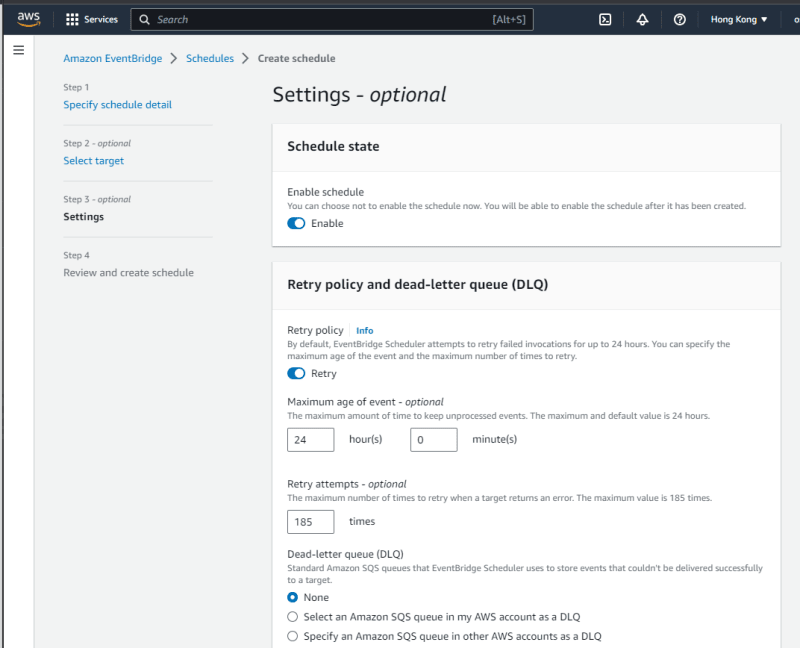 aws Services Search [Alt+S] Hong Kong
Amazon EventBridge Schedules Create schedule
Step 1
Specify schedule detail
Step 2 - optional
Select target
Step 3 - optional
Settings
Step 4
Review and create schedule
Settings - optional
Schedule state
Enable schedule
You can choose not to enable the schedule now. You will be able to enable the schedule after it has been created.
Enable
Retry policy and dead-letter queue (DLQ)
Retry policy Info
By default, EventBridge Scheduler attempts to retry failed invocations for up to 24 hours. You can specify the
maximum age of the event and the maximum number of times to retry.
Retry
Maximum age of event - optional
The maximum amount of time to keep unprocessed events. The maximum and default value is 24 hours.
24 hour(s) 0 minute(s)
Retry attempts - optional
The maximum number of times to retry when a target returns an error. The maximum value is 185 times.
185 times
Dead-letter queue (DLQ)
Standard Amazon SQS queues that EventBridge Scheduler uses to store events that couldn't be delivered successfully
to a target.
None
Select an Amazon SQS queue in my AWS account as a DLQ
Specify an Amazon SQS queue in other AWS accounts as a DLQ